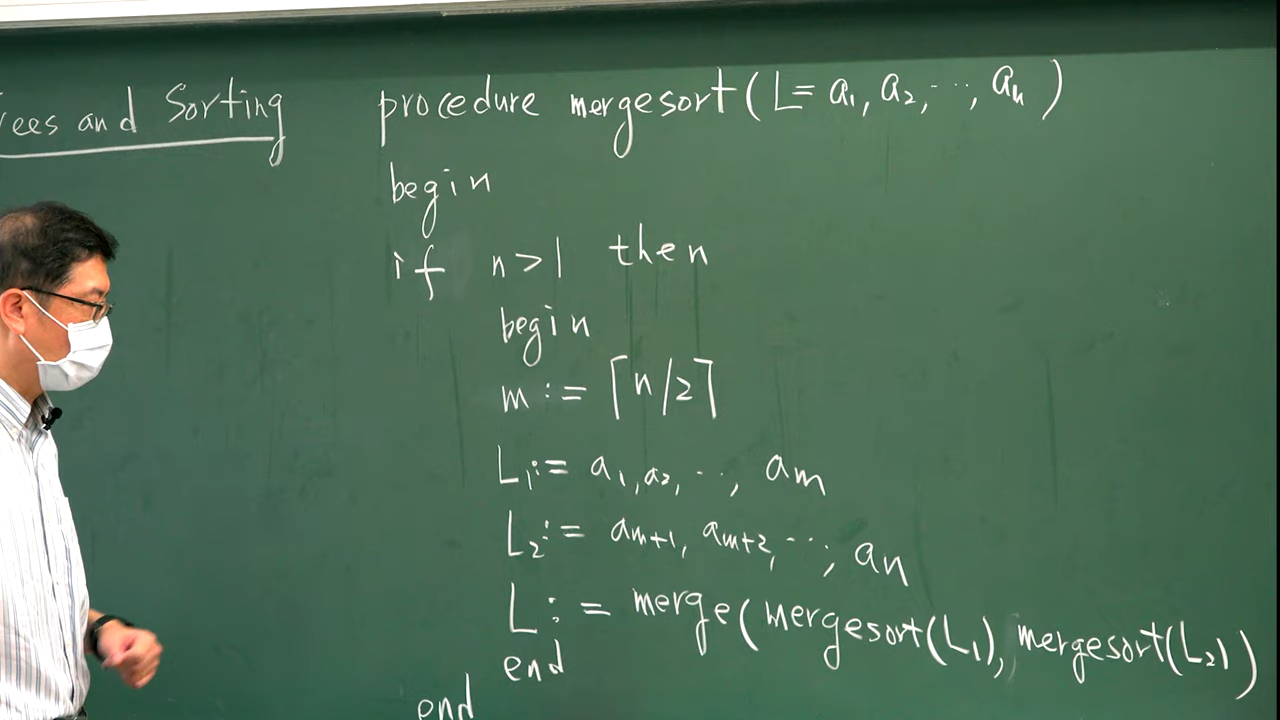 rees and Sorting
procedure mergesort(L= a₁, a₂, ⋯, aₙ)
begin
if n>1 then
begin
m := ⌈n/2⌉
L₁:= a₁, a₂, ⋯, aₘ
L₂:= aₘ₊₁, aₘ₊₂, ⋯, aₙ
L := merge(mergesort(L₁), mergesort(L₂))
end
end